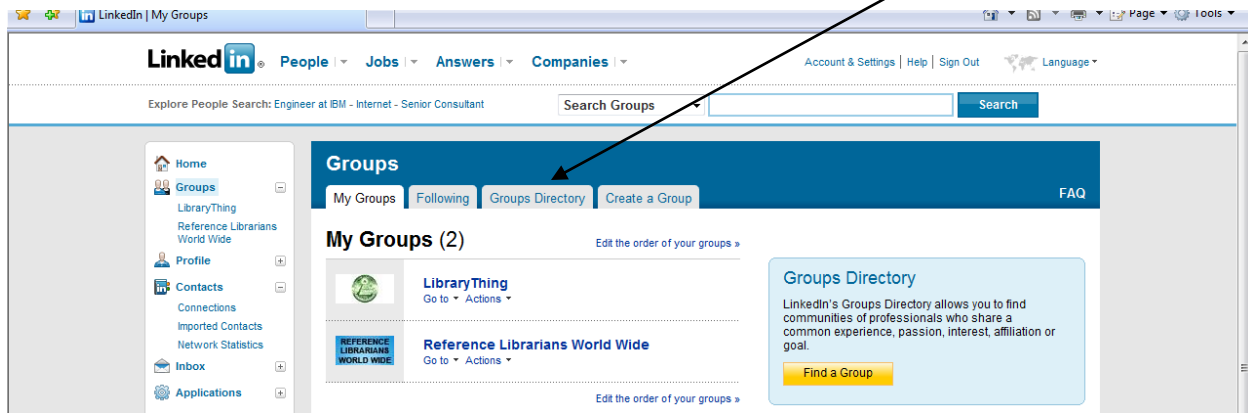 LinkedIn | My Groups
Page Tools
Linked in ® People Jobs Answers Companies Account & Settings | Help | Sign Out Language
Explore People Search: Engineer at IBM - Internet - Senior Consultant Search Groups Search
Home
Groups
LibraryThing
Reference Librarians
World Wide
Profile
Contacts
Connections
Imported Contacts
Network Statistics
Inbox
Applications
Groups
My Groups Following Groups Directory Create a Group FAQ
My Groups (2) Edit the order of your groups »
LibraryThing
Go to Actions
REFERENCE
LIBRARIANS
WORLD WIDE
Reference Librarians World Wide
Go to Actions
Edit the order of your groups »
Groups Directory
LinkedIn's Groups Directory allows you to find
communities of professionals who share a
common experience, passion, interest, affiliation or
goal.
Find a Group